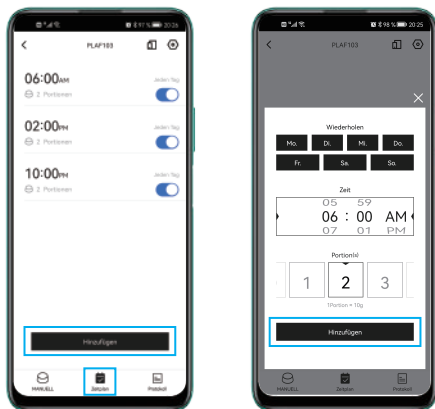 97 % 20:26
PLAF103
06:00AM
Jeden Tag
2 Portionen
02:00PM
Jeden Tag
2 Portionen
10:00PM
Jeden Tag
2 Portionen
Hinzufügen
MANUELL Zeitplan Protokoll
98 % 20:25
PLAF103
Wiederholen
Mo. Di. Mi. Do.
Fr. Sa. So.
Zeit
05 59
06 : 00 AM
07 01 PM
Portion(s)
1 2 3
1Portion = 10g
Hinzufügen
MANUELL Zeitplan Protokoll